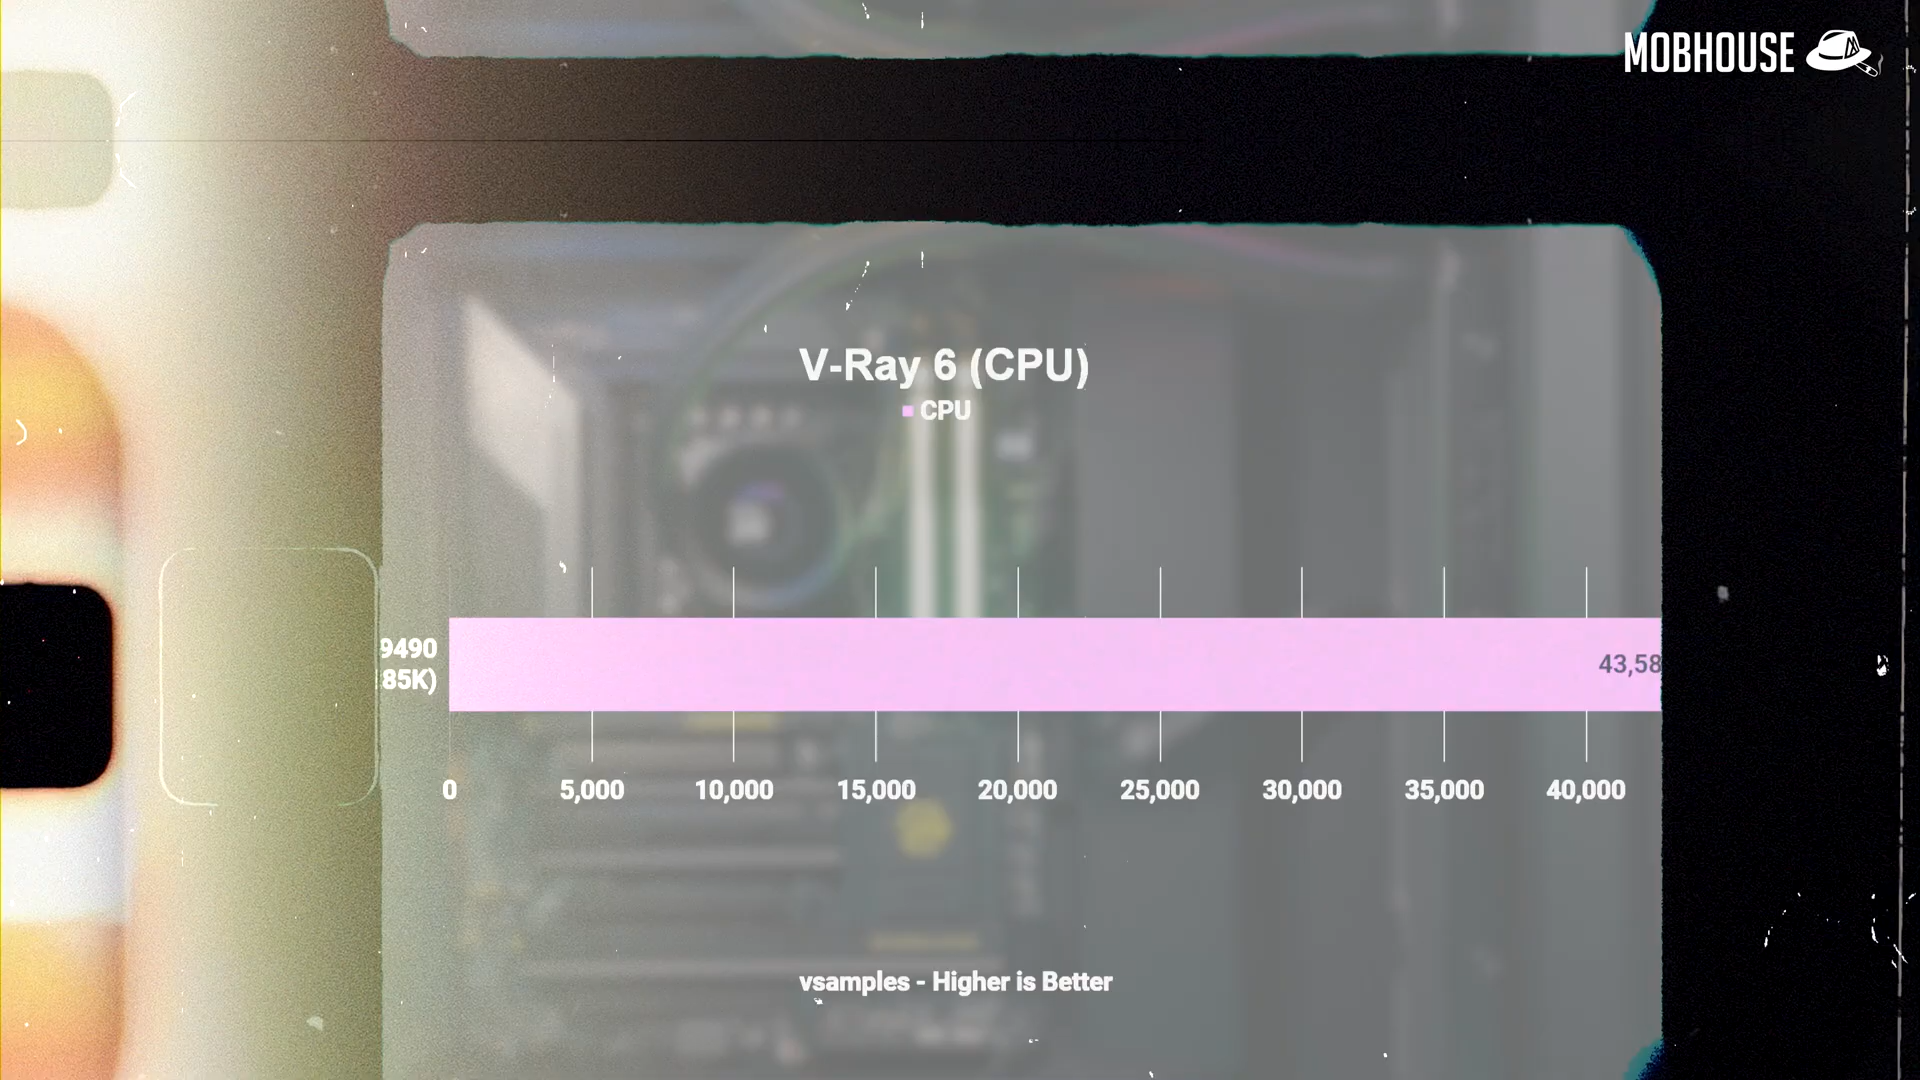 MOBHOUSE
V-Ray 6 (CPU)
CPU
9490
85K)
43,58
0 5,000 10,000 15,000 20,000 25,000 30,000 35,000 40,000
vsamples - Higher is Better